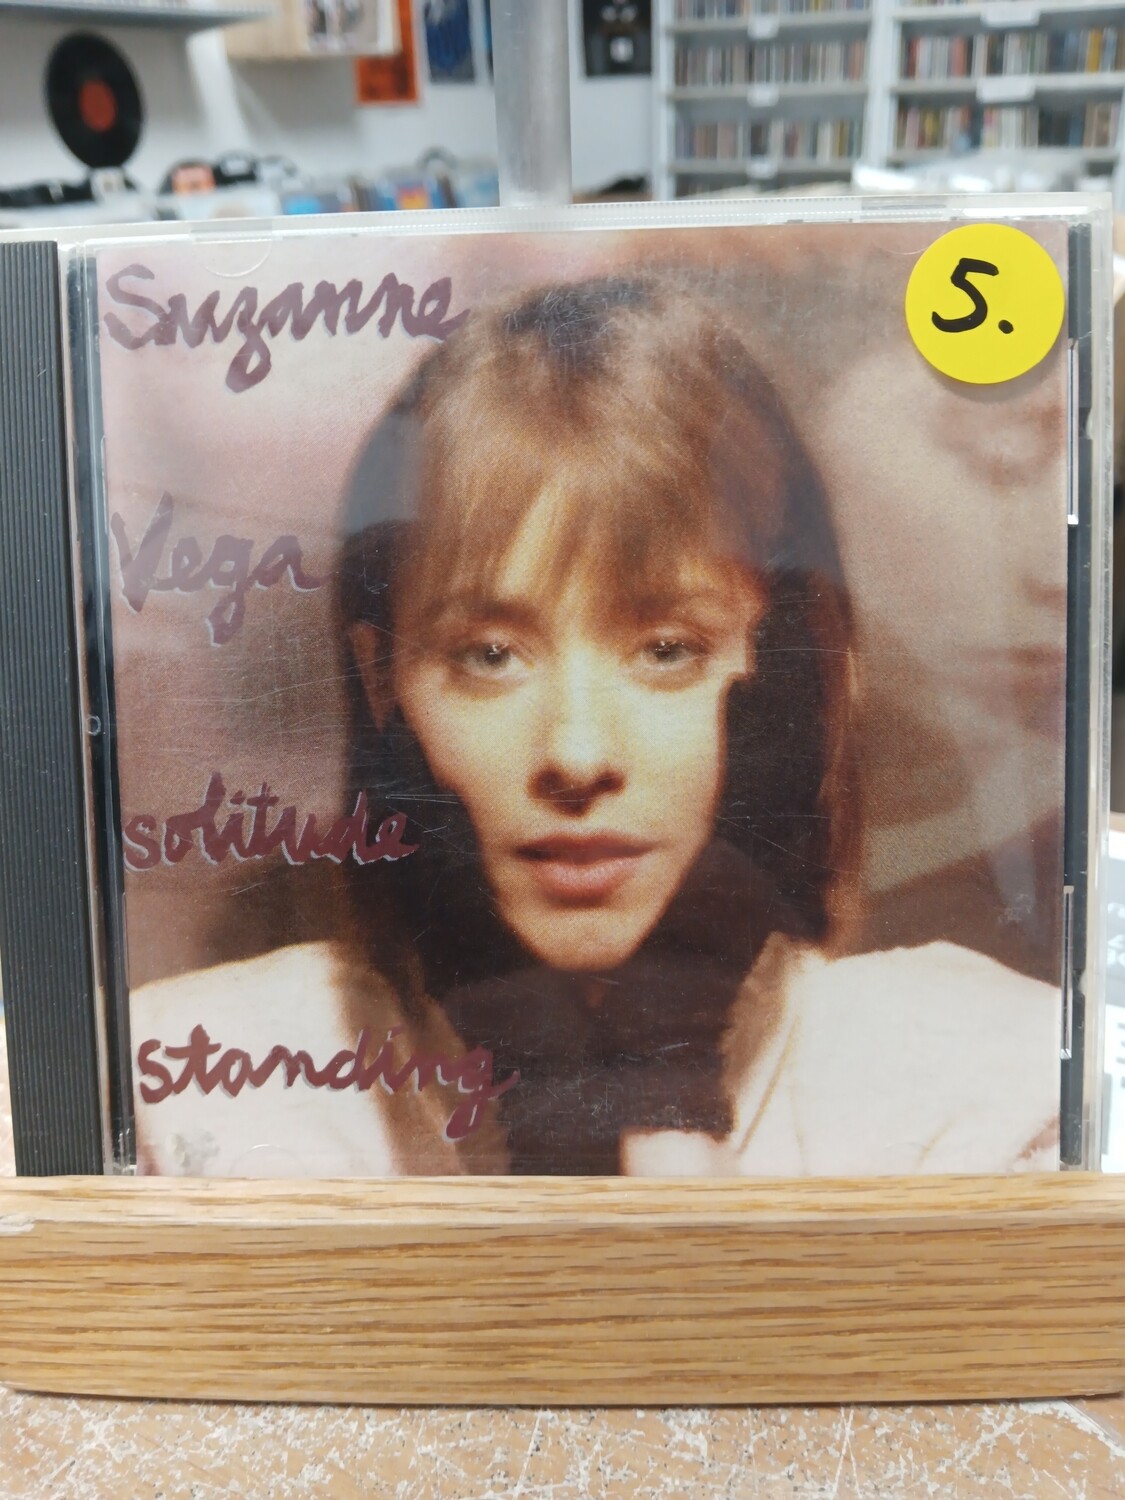 Suzanne
5.
Vega
solitude
standing